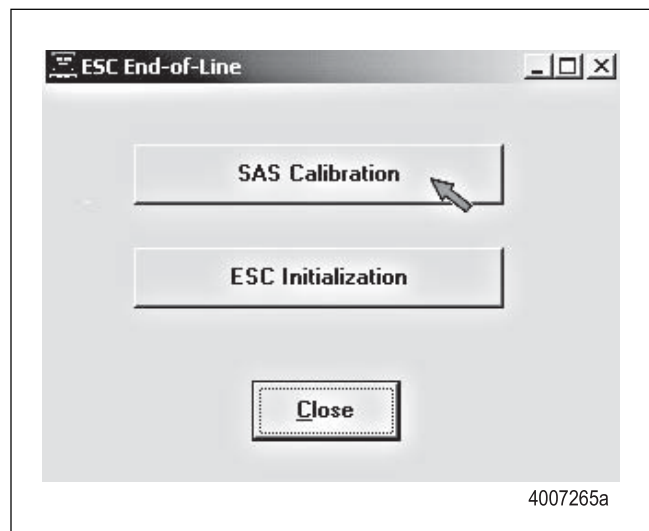 ESC End-of-Line
SAS Calibration
ESC Initialization
Close
4007265a